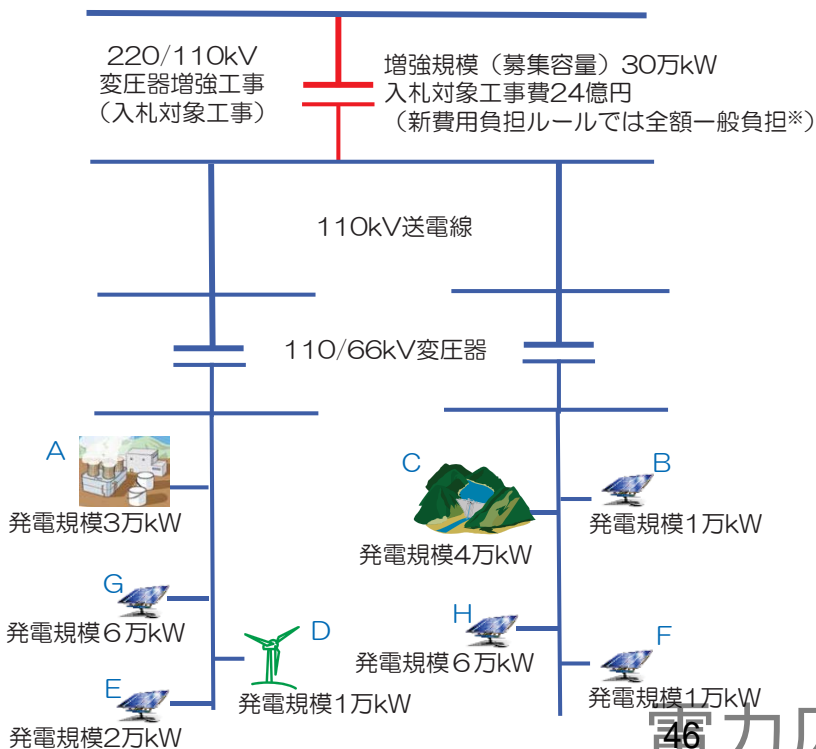 220/110kV
変圧器増強工事
（入札対象工事）
増強規模（募集容量）30万kW
入札対象工事費24億円
（新費用負担ルールでは全額一般負担※）
110kV送電線
110/66kV変圧器
A
発電規模3万kW
C
発電規模4万kW
B
発電規模1万kW
G
発電規模6万kW
D
発電規模1万kW
H
発電規模6万kW
F
発電規模1万kW
E
発電規模2万kW
電力広
46